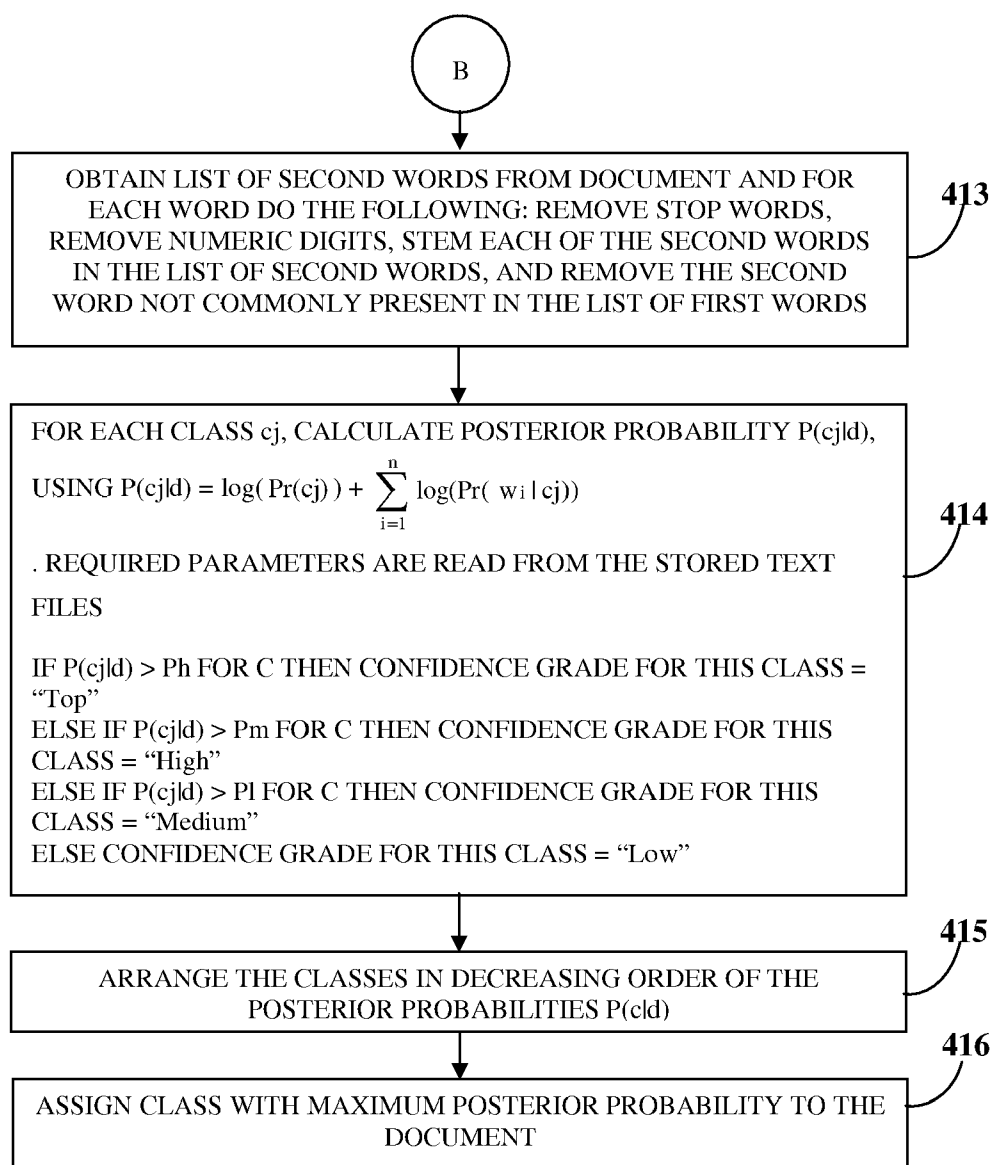 B
OBTAIN LIST OF SECOND WORDS FROM DOCUMENT AND FOR
EACH WORD DO THE FOLLOWING: REMOVE STOP WORDS,
REMOVE NUMERIC DIGITS, STEM EACH OF THE SECOND WORDS
IN THE LIST OF SECOND WORDS, AND REMOVE THE SECOND
WORD NOT COMMONLY PRESENT IN THE LIST OF FIRST WORDS
413
FOR EACH CLASS cj, CALCULATE POSTERIOR PROBABILITY P(cj|d),
USING P(cj|d) = log( Pr(cj) ) + n ∑ i=1 log(Pr( wi | cj))
. REQUIRED PARAMETERS ARE READ FROM THE STORED TEXT
FILES
IF P(cj|d) > Ph FOR C THEN CONFIDENCE GRADE FOR THIS CLASS =
“Top”
ELSE IF P(cj|d) > Pm FOR C THEN CONFIDENCE GRADE FOR THIS
CLASS = “High”
ELSE IF P(cj|d) > Pl FOR C THEN CONFIDENCE GRADE FOR THIS
CLASS = “Medium”
ELSE CONFIDENCE GRADE FOR THIS CLASS = “Low”
414
ARRANGE THE CLASSES IN DECREASING ORDER OF THE
POSTERIOR PROBABILITIES P(c|d)
415
ASSIGN CLASS WITH MAXIMUM POSTERIOR PROBABILITY TO THE
DOCUMENT
416